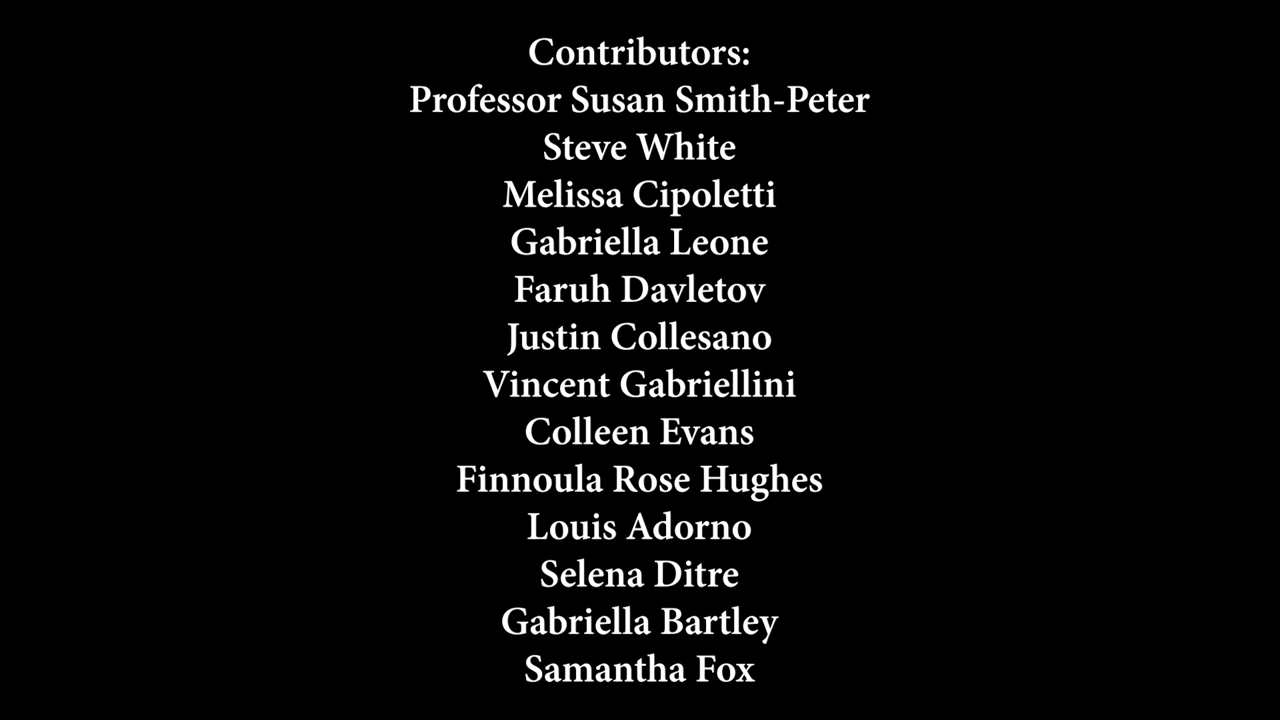 Contributors:
Professor Susan Smith-Peter
Steve White
Melissa Cipoletti
Gabriella Leone
Faruh Davletov
Justin Collesano
Vincent Gabriellini
Colleen Evans
Finnoula Rose Hughes
Louis Adorno
Selena Ditre
Gabriella Bartley
Samantha Fox